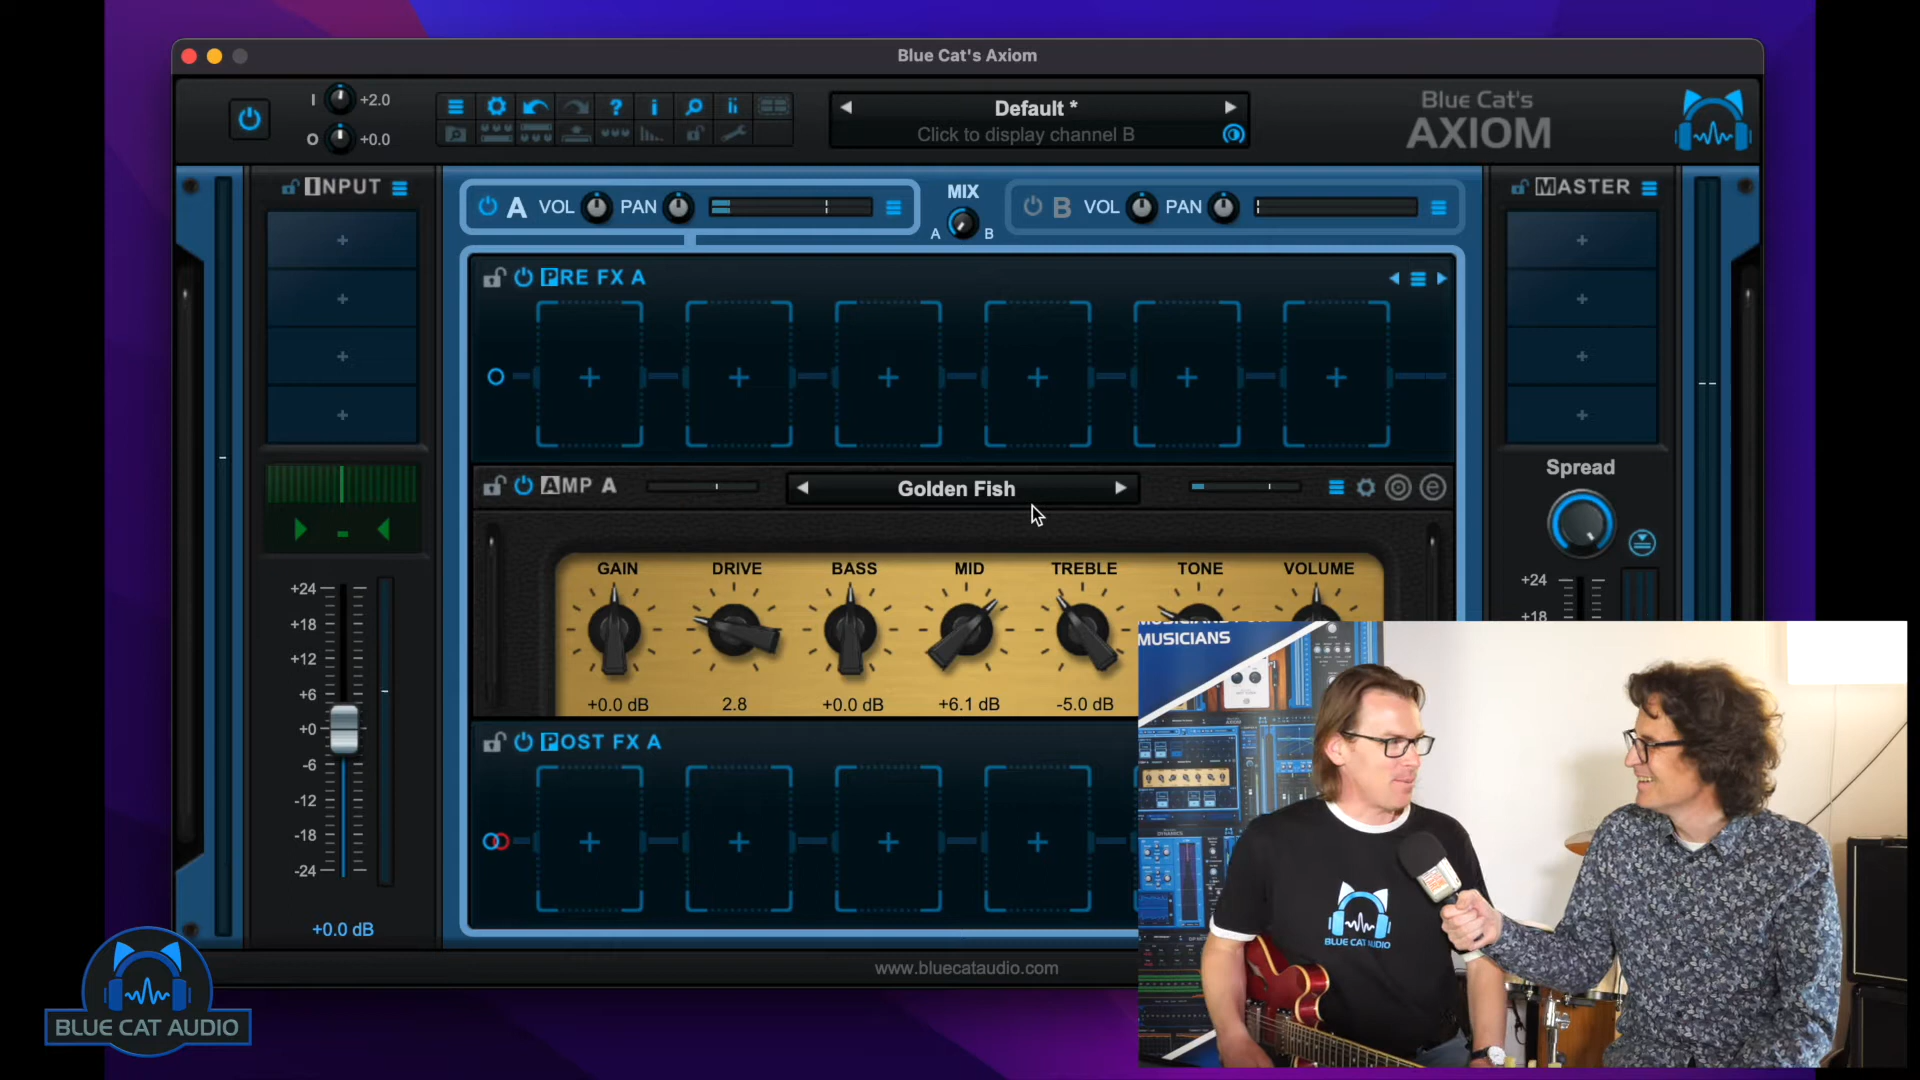 Blue Cat's Axiom
I +2.0
O +0.0
Default *
Click to display channel B
Blue Cat's
AXIOM
INPUT
A VOL PAN
MIX
A B
B VOL PAN
MASTER
PRE FX A
AMP A
Golden Fish
Spread
GAIN DRIVE BASS MID TREBLE TONE VOLUME
+0.0 dB 2.8 +0.0 dB +6.1 dB -5.0 dB
+24
+18
+12
+6
+0
-6
-12
-18
-24
+0.0 dB
+24
+18
POST FX A
www.bluecataudio.com
BLUE CAT AUDIO
MUSICIANS
BLUE CAT AUDIO